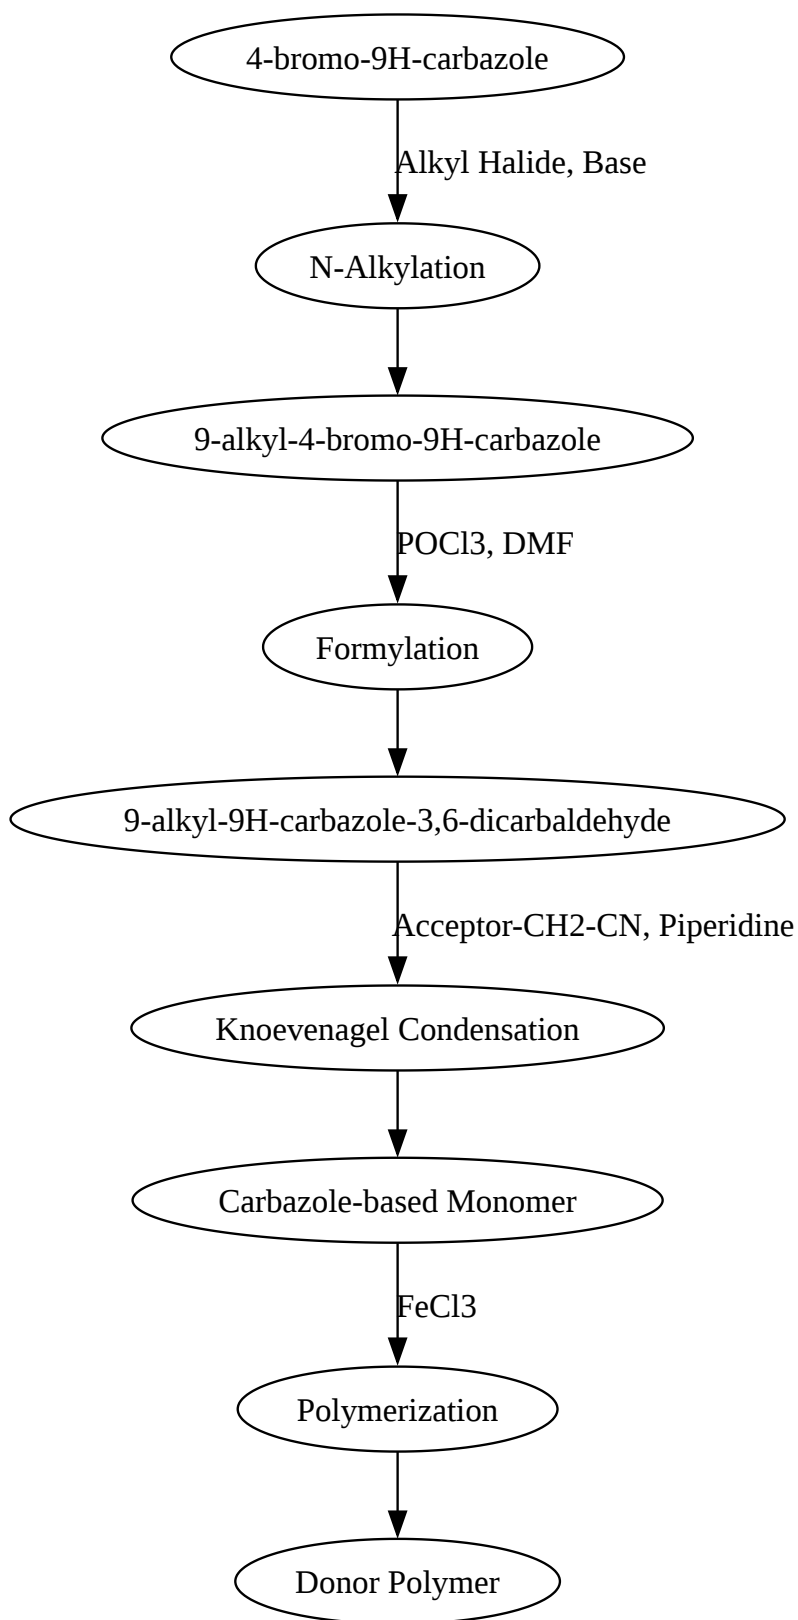 4-bromo-9H-carbazole
Alkyl Halide, Base
N-Alkylation
9-alkyl-4-bromo-9H-carbazole
POCl3, DMF
Formylation
9-alkyl-9H-carbazole-3,6-dicarbaldehyde
Acceptor-CH2-CN, Piperidine
Knoevenagel Condensation
Carbazole-based Monomer
FeCl3
Polymerization
Donor Polymer